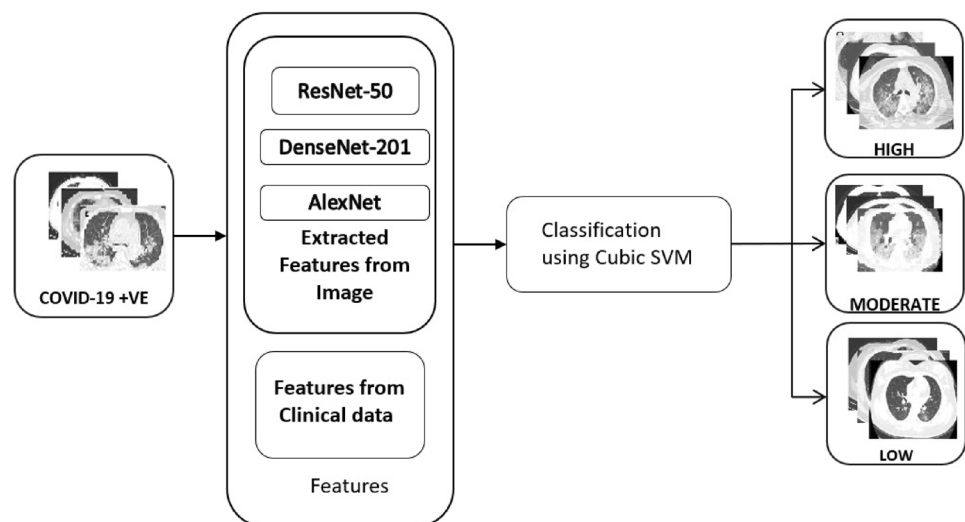 COVID-19 +VE
ResNet-50
DenseNet-201
AlexNet
Extracted
Features from
Image
Features from
Clinical data
Features
Classification
using Cubic SVM
HIGH
MODERATE
LOW